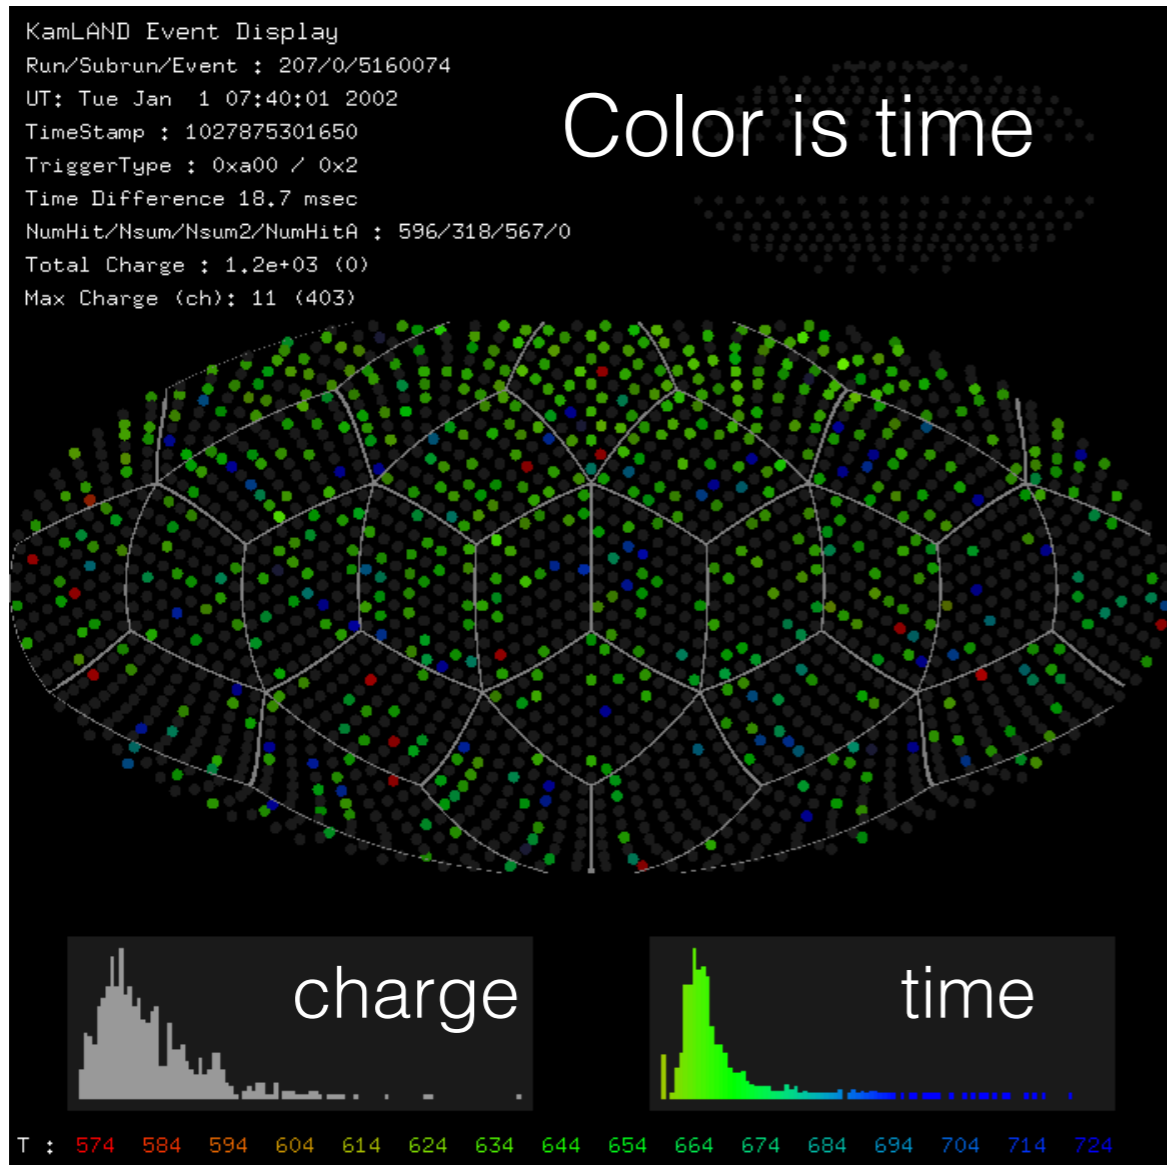 KamLAND Event Display
Run/Subrun/Event : 207/0/5160074
UT: Tue Jan  1 07:40:01 2002
TimeStamp : 1027875301650
TriggerType : 0xa00 / 0x2
Time Difference 18.7 msec
NumHit/Nsum/Nsum2/NumHitA : 596/318/567/0
Total Charge : 1.2e+03 (0)
Max Charge (ch): 11 (403)
Color is time
charge
time
T : 574 584 594 604 614 624 634 644 654 664 674 684 694 704 714 724